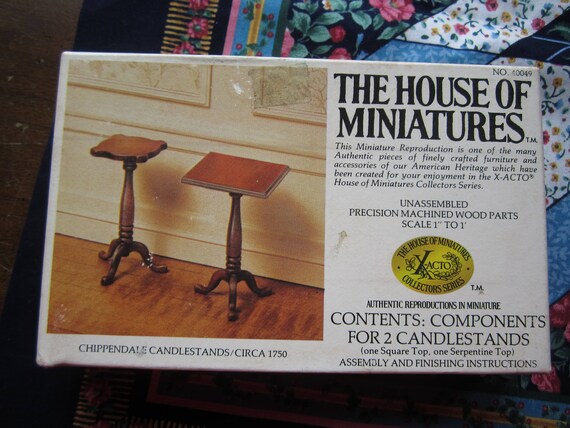 NO. 40049
THE HOUSE OF
MINIATURES T.M.
This Miniature Reproduction is one of the many
Authentic pieces of finely crafted furniture and
accessories of our American Heritage which have
been created for your enjoyment in the X-ACTO®
House of Miniatures Collectors Series.
UNASSEMBLED
PRECISION MACHINED WOOD PARTS
SCALE 1" TO 1'
THE HOUSE OF MINIATURES
X-ACTO
COLLECTORS SERIES
T.M.
AUTHENTIC REPRODUCTIONS IN MINIATURE
CONTENTS: COMPONENTS
FOR 2 CANDLESTANDS
(one Square Top, one Serpentine Top)
ASSEMBLY AND FINISHING INSTRUCTIONS
CHIPPENDALE CANDLESTANDS/CIRCA 1750